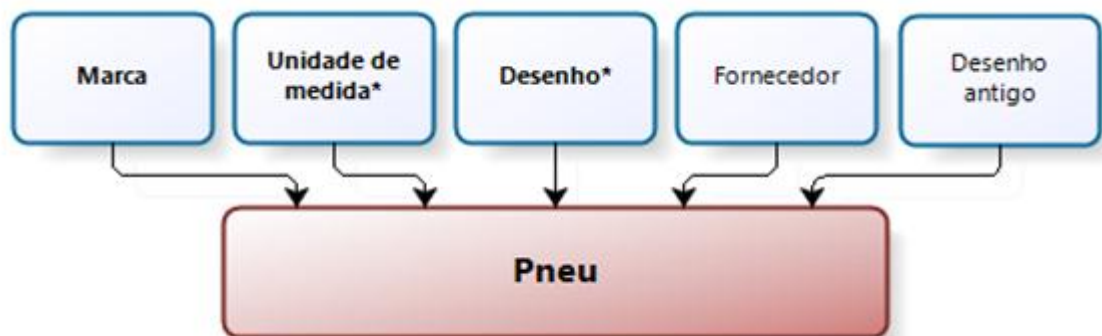 Marca
Unidade de
medida*
Desenho*
Fornecedor
Desenho
antigo
Pneu